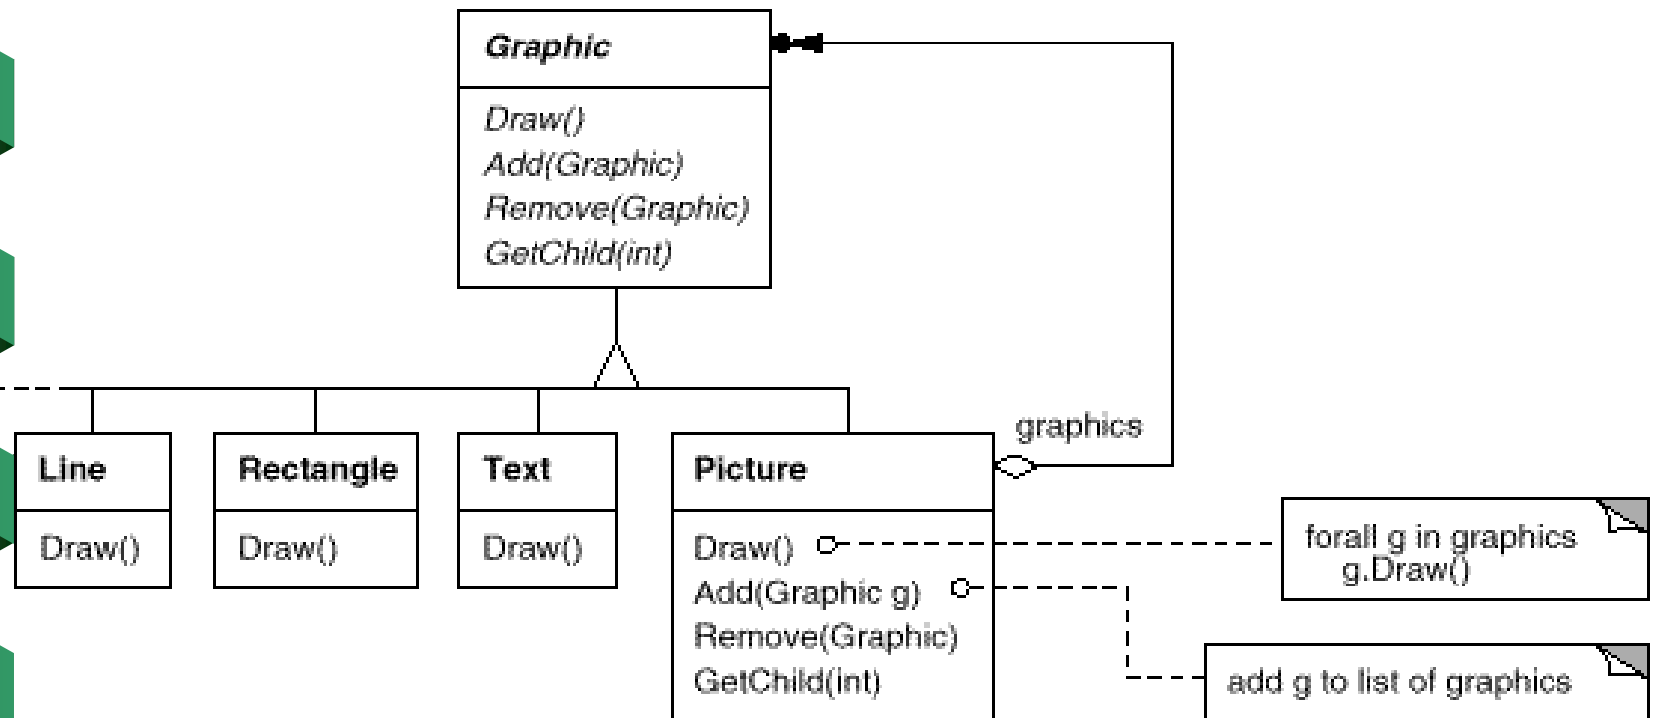 Graphic
Draw()
Add(Graphic)
Remove(Graphic)
GetChild(int)
graphics
Line
Draw()
Rectangle
Draw()
Text
Draw()
Picture
Draw()
Add(Graphic g)
Remove(Graphic)
GetChild(int)
forall g in graphics
g.Draw()
add g to list of graphics